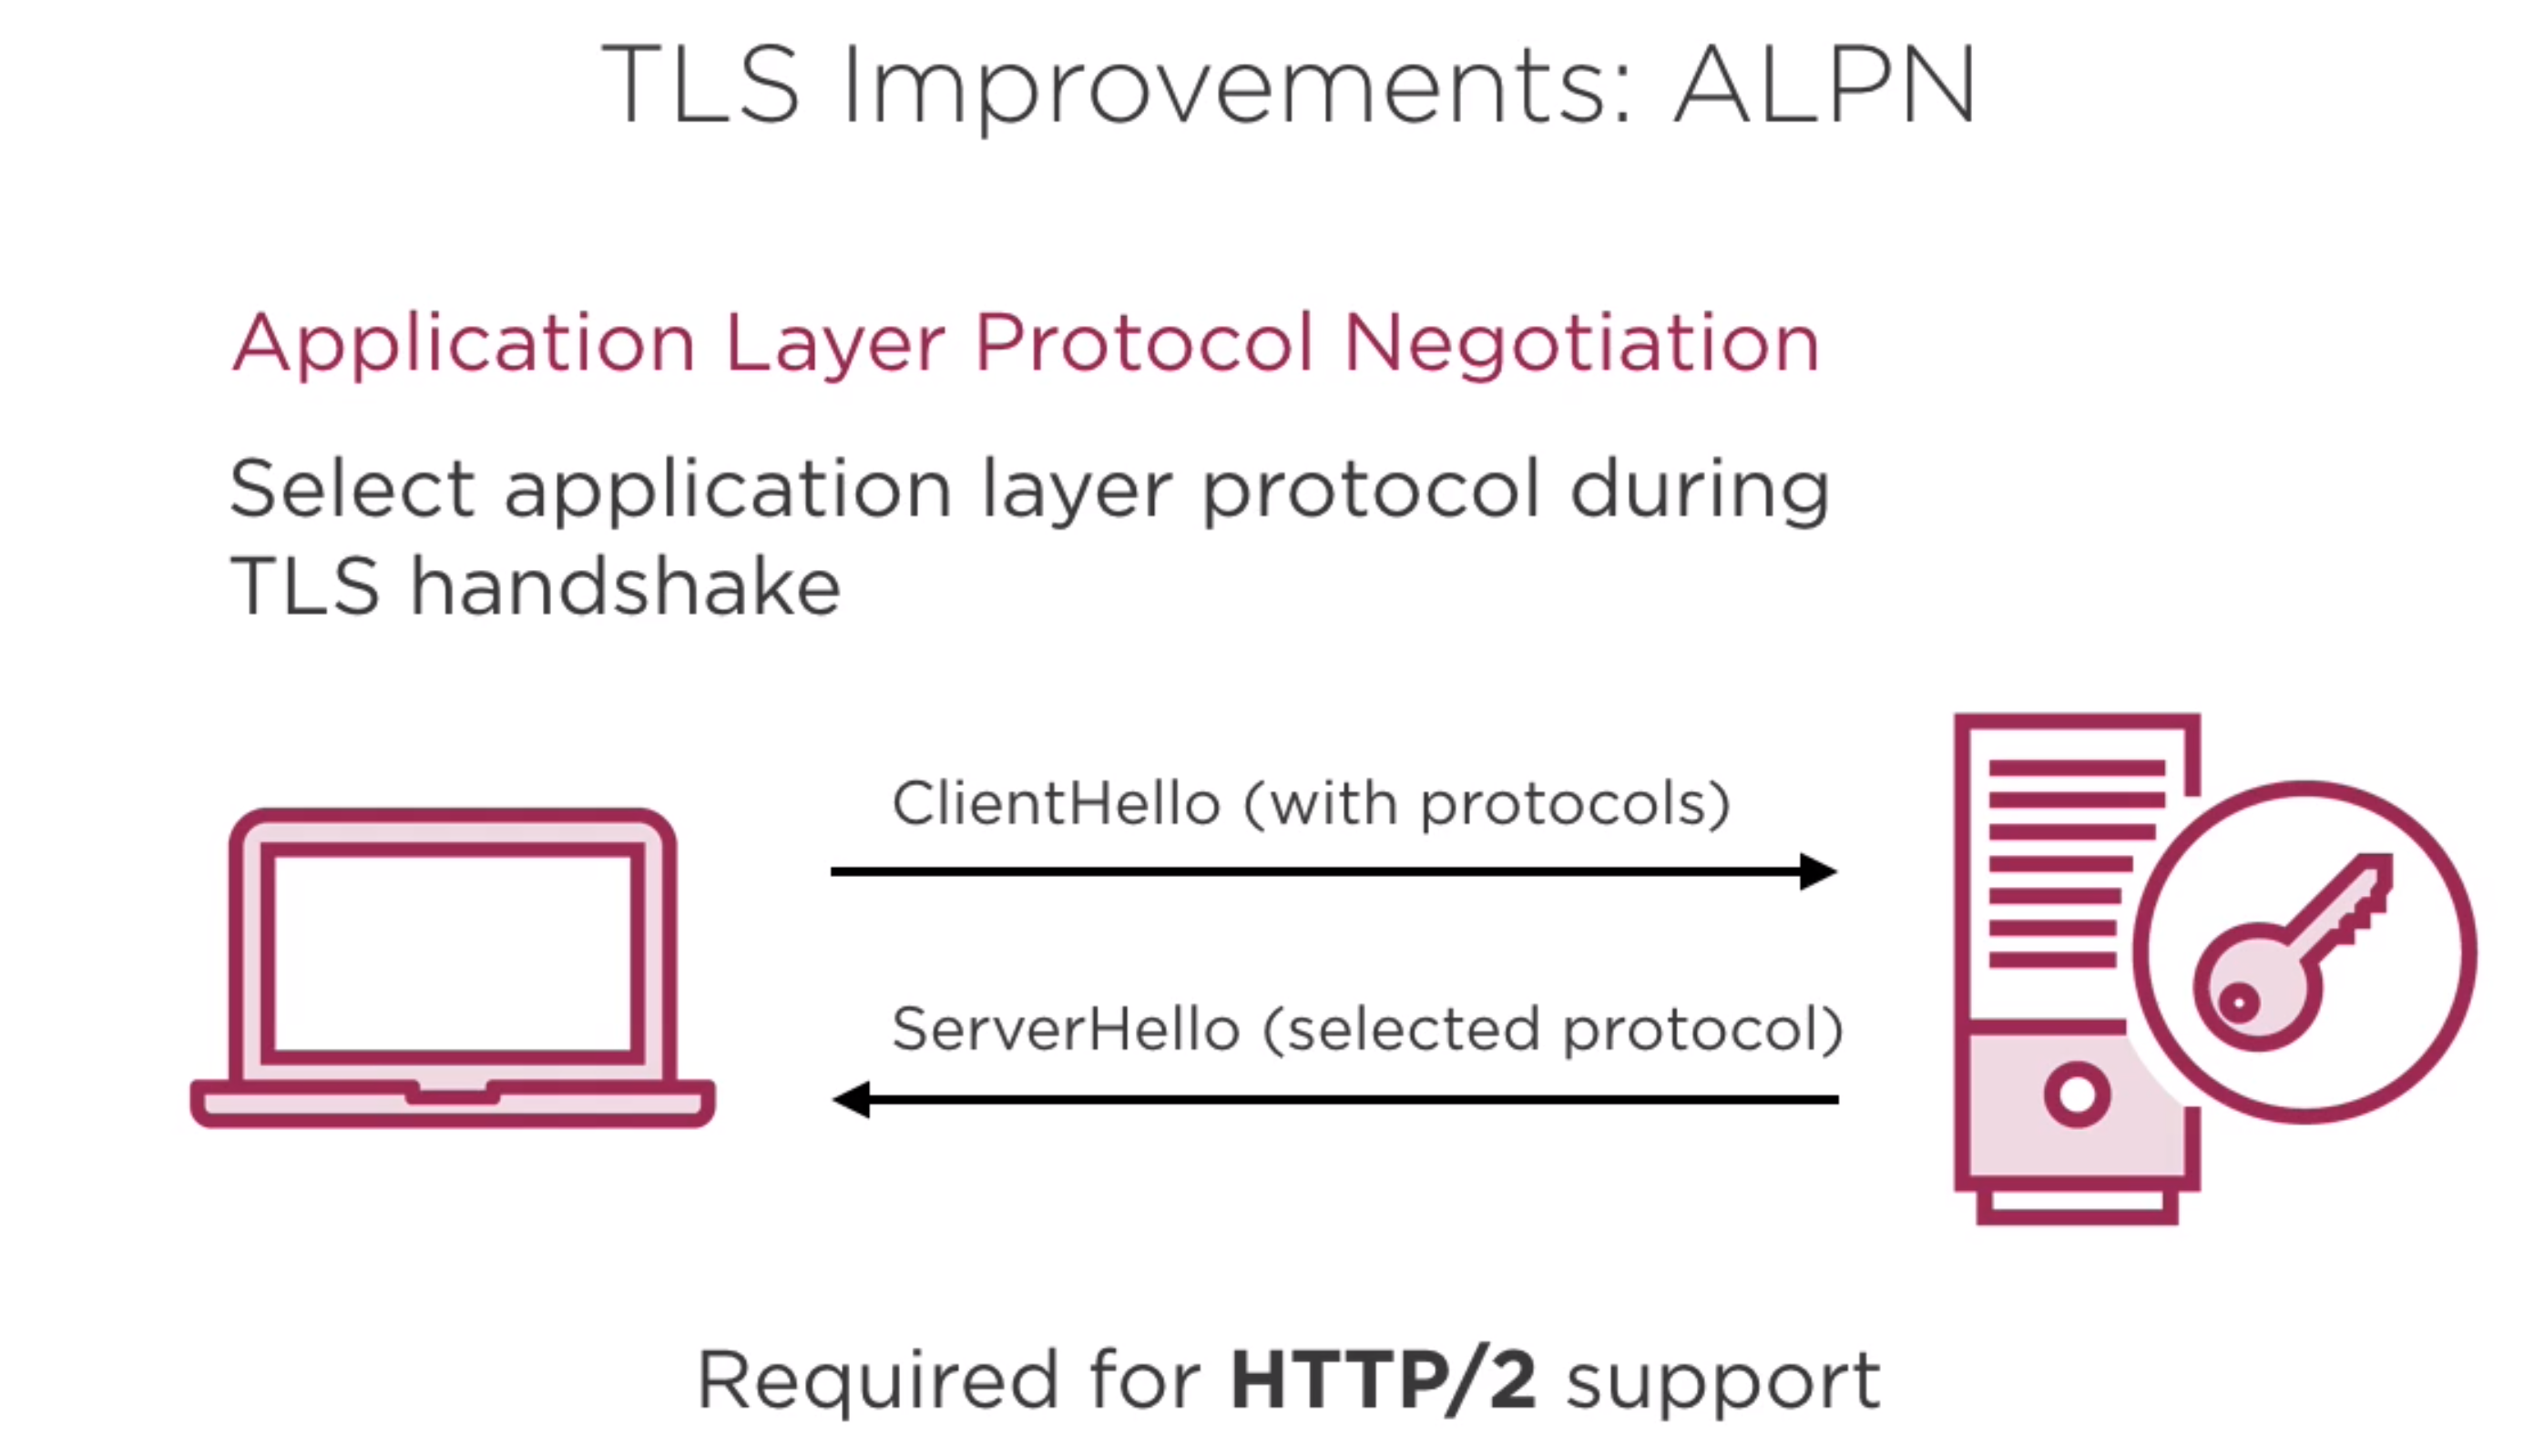 TLS Improvements: ALPN
Application Layer Protocol Negotiation
Select application layer protocol during
TLS handshake
ClientHello (with protocols)
ServerHello (selected protocol)
Required for HTTP/2 support